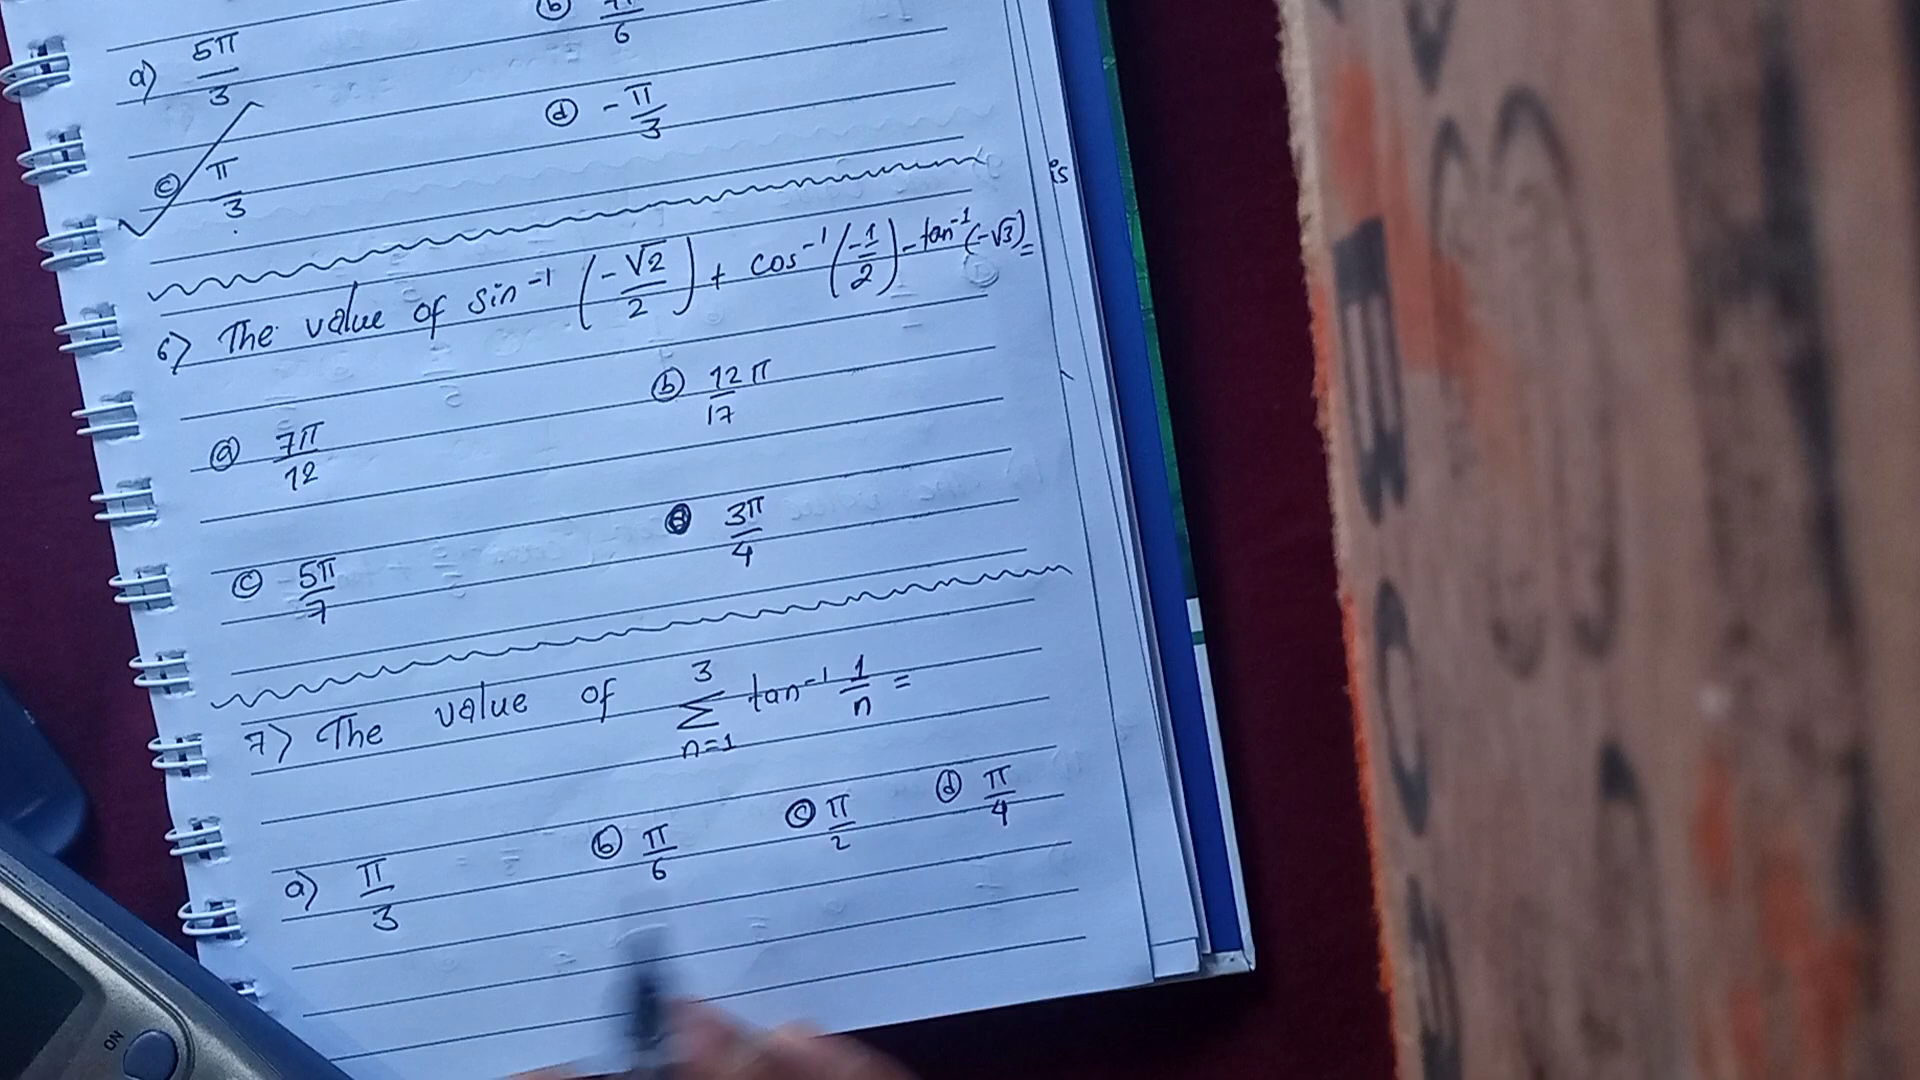 a) 5π/3 ⓑ π/6
ⓒ π/3 ⓓ -π/3
6) The value of sin⁻¹(-√2/2) + cos⁻¹(-1/2) - tan⁻¹(-√3) = is
ⓐ 7π/12 ⓑ 12π/17
ⓒ 5π/7 3π/4
7) The value of 3∑n=1 tan⁻¹ 1/n =
a) π/3 ⓑ π/6 ⓒ π/2 ⓓ π/4
ON